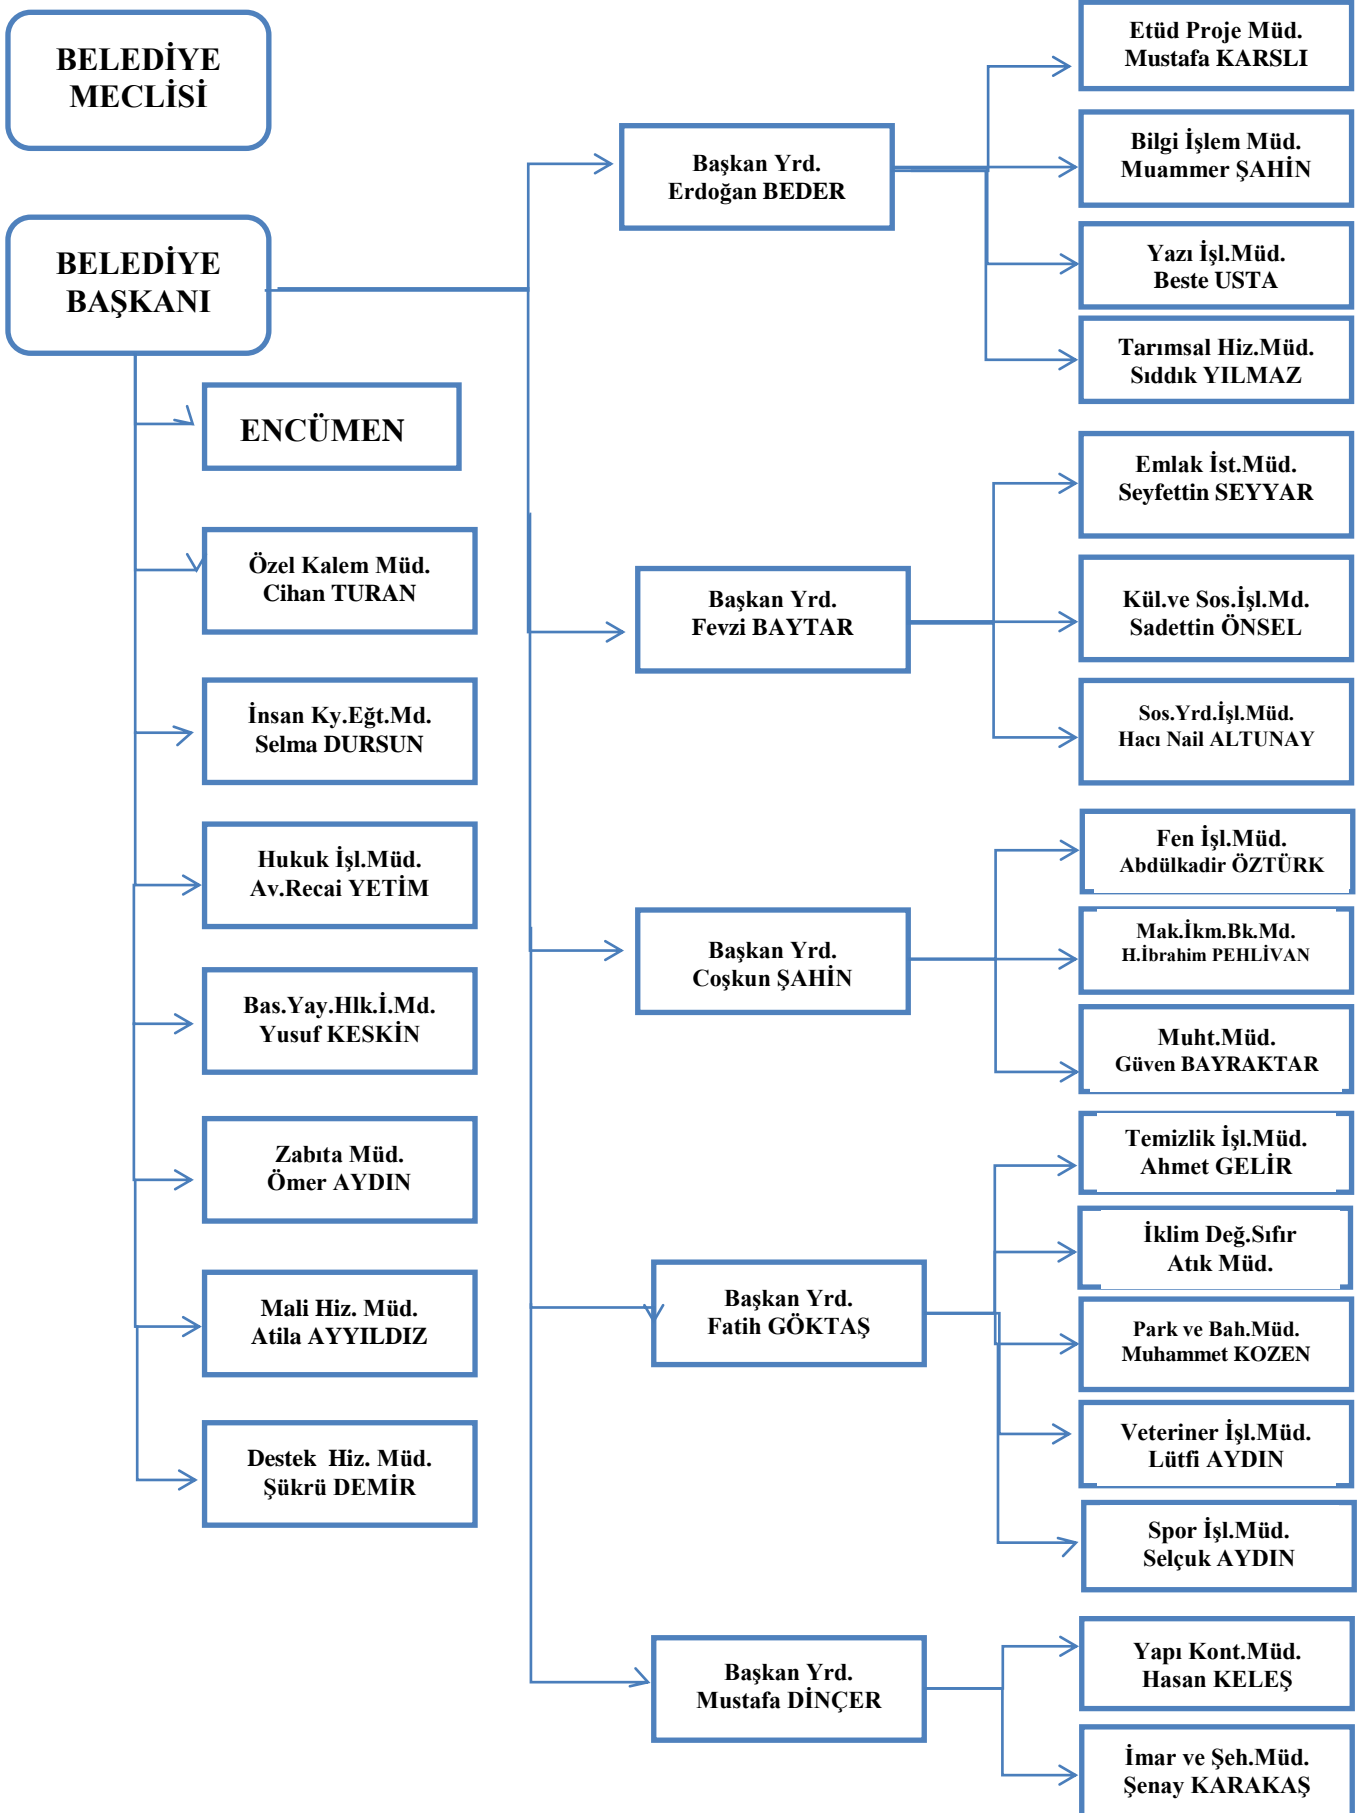 BELEDİYE
MECLİSİ
BELEDİYE
BAŞKANI
ENCÜMEN
Özel Kalem Müd.
Cihan TURAN
İnsan Ky.Eğt.Md.
Selma DURSUN
Hukuk İşl.Müd.
Av.Recai YETİM
Bas.Yay.Hlk.İ.Md.
Yusuf KESKİN
Zabıta Müd.
Ömer AYDIN
Mali Hiz. Müd.
Atila AYYILDIZ
Destek  Hiz. Müd.
Şükrü DEMİR
Başkan Yrd.
Erdoğan BEDER
Etüd Proje Müd.
Mustafa KARSLI
Bilgi İşlem Müd.
Muammer ŞAHİN
Yazı İşl.Müd.
Beste USTA
Tarımsal Hiz.Müd.
Sıddık YILMAZ
Başkan Yrd.
Fevzi BAYTAR
Emlak İst.Müd.
Seyfettin SEYYAR
Kül.ve Sos.İşl.Md.
Sadettin ÖNSEL
Sos.Yrd.İşl.Müd.
Hacı Nail ALTUNAY
Başkan Yrd.
Coşkun ŞAHİN
Fen İşl.Müd.
Abdülkadir ÖZTÜRK
Mak.İkm.Bk.Md.
H.İbrahim PEHLİVAN
Muht.Müd.
Güven BAYRAKTAR
Başkan Yrd.
Fatih GÖKTAŞ
Temizlik İşl.Müd.
Ahmet GELİR
İklim Değ.Sıfır
Atık Müd.
Park ve Bah.Müd.
Muhammet KOZEN
Veteriner İşl.Müd.
Lütfi AYDIN
Spor İşl.Müd.
Selçuk AYDIN
Başkan Yrd.
Mustafa DİNÇER
Yapı Kont.Müd.
Hasan KELEŞ
İmar ve Şeh.Müd.
Şenay KARAKAŞ